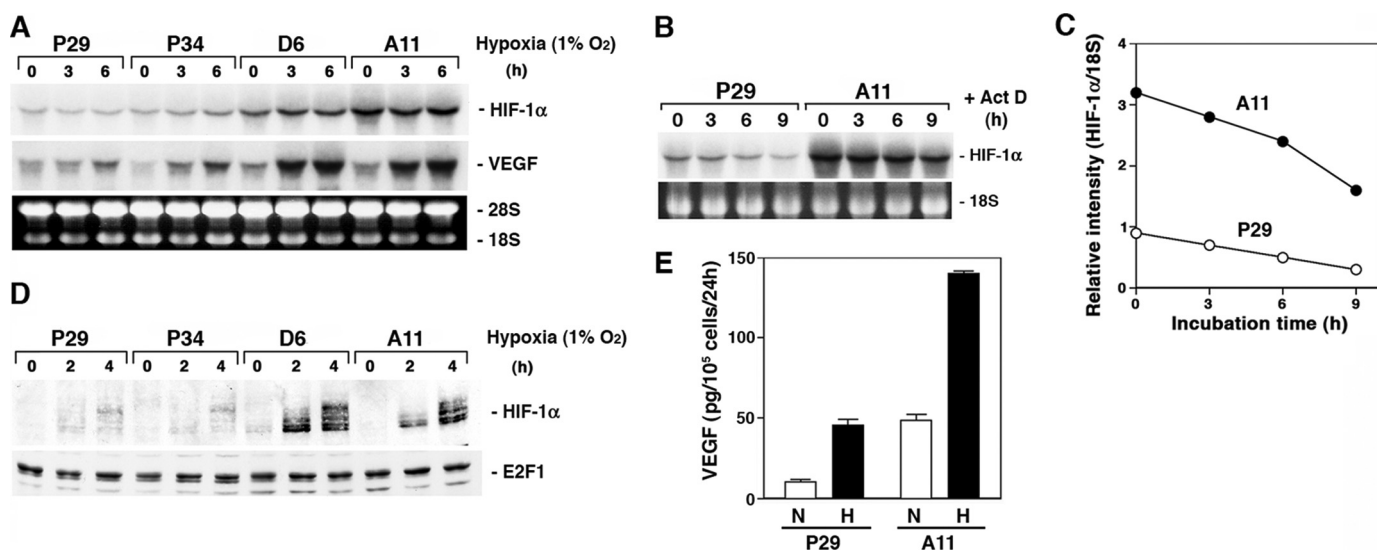 A
P29 P34 D6 A11 Hypoxia (1% O2)
0 3 6 0 3 6 0 3 6 0 3 6 (h)
- HIF-1α
- VEGF
- 28S
- 18S
B
P29 A11 + Act D
0 3 6 9 0 3 6 9 (h)
- HIF-1α
- 18S
C
Relative intensity (HIF-1α/18S)
4
3
2
1
0
A11
P29
0 3 6 9
Incubation time (h)
D
P29 P34 D6 A11 Hypoxia (1% O2)
0 2 4 0 2 4 0 2 4 0 2 4 (h)
- HIF-1α
- E2F1
E
VEGF (pg/10⁵ cells/24h)
150
100
50
0
N H N H
P29 A11